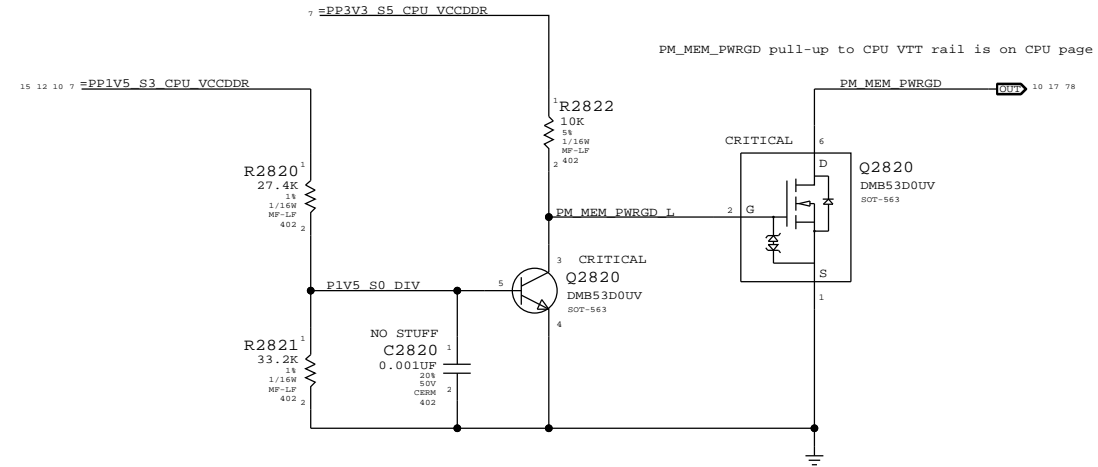 7 =PP3V3_S5_CPU_VCCDDR
PM_MEM_PWRGD pull-up to CPU VTT rail is on CPU page
15 12 10 7 =PP1V5_S3_CPU_VCCDDR
PM_MEM_PWRGD
OUT
10 17 78
1
R2822
10K
5%
1/16W
MF-LF
402
2
CRITICAL
6
D
Q2820
DMB53D0UV
SOT-563
R2820
1
27.4K
1%
1/16W
MF-LF
402
2
PM_MEM_PWRGD_L
2
G
S
1
3
CRITICAL
Q2820
DMB53D0UV
SOT-563
P1V5_S0_DIV
5
4
R2821
1
33.2K
1%
1/16W
MF-LF
402
2
NO STUFF
C2820
1
0.001UF
20%
50V
CERM
402
2